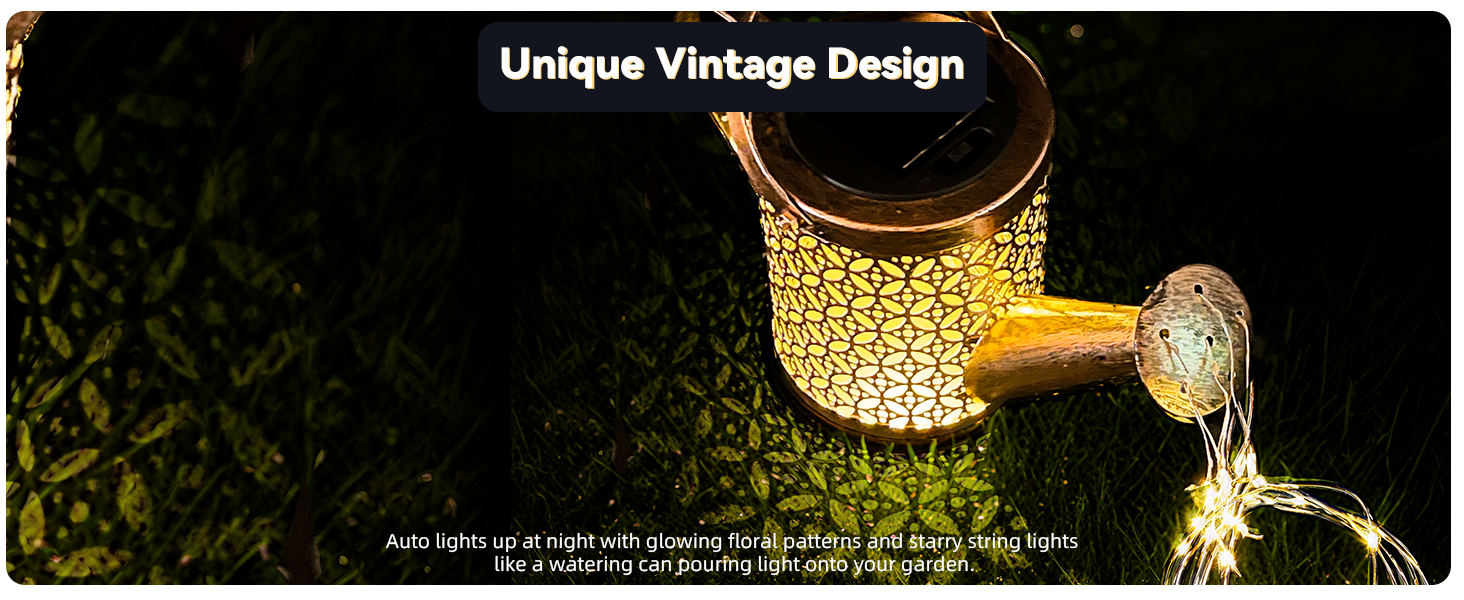 Unique Vintage Design
Auto lights up at night with glowing floral patterns and starry string lights
like a watering can pouring light onto your garden.